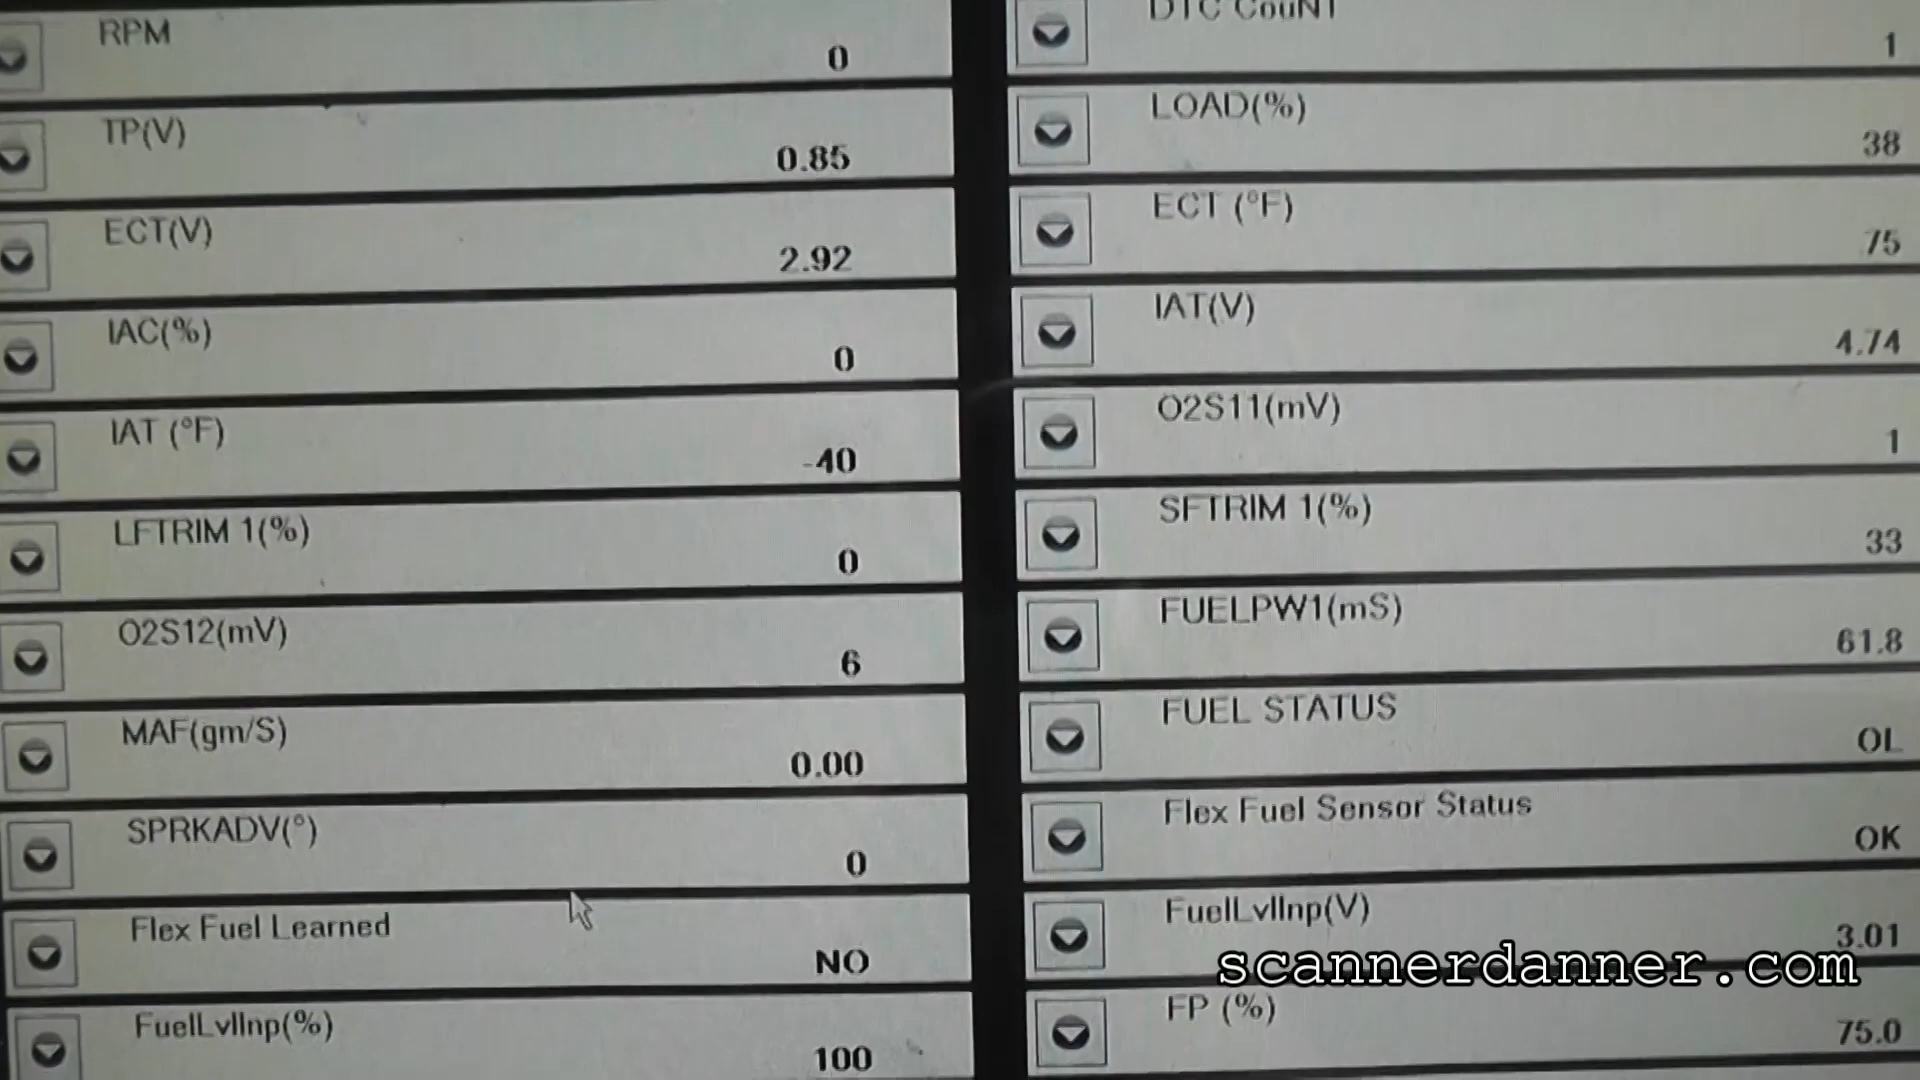 RPM
0
DTC CouNT
1
TP(V)
0.85
LOAD(%)
38
ECT(V)
2.92
ECT (°F)
75
IAC(%)
0
IAT(V)
4.74
IAT (°F)
-40
O2S11(mV)
1
LFTRIM 1(%)
0
SFTRIM 1(%)
33
O2S12(mV)
6
FUELPW1(mS)
61.8
MAF(gm/S)
0.00
FUEL STATUS
OL
SPRKADV(°)
0
Flex Fuel Sensor Status
OK
Flex Fuel Learned
NO
FuelLvlInp(V)
3.01
scannerdanner.com
FuelLvlInp(%)
100
FP (%)
75.0